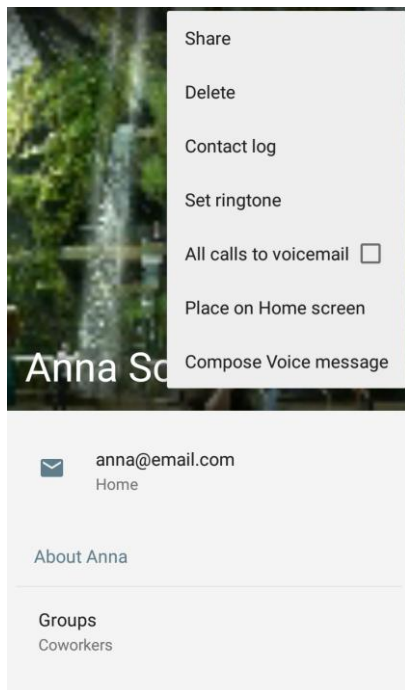 Share
Delete
Contact log
Set ringtone
All calls to voicemail
Place on Home screen
Anna
Compose Voice message
anna@email.com
Home
About Anna
Groups
Coworkers